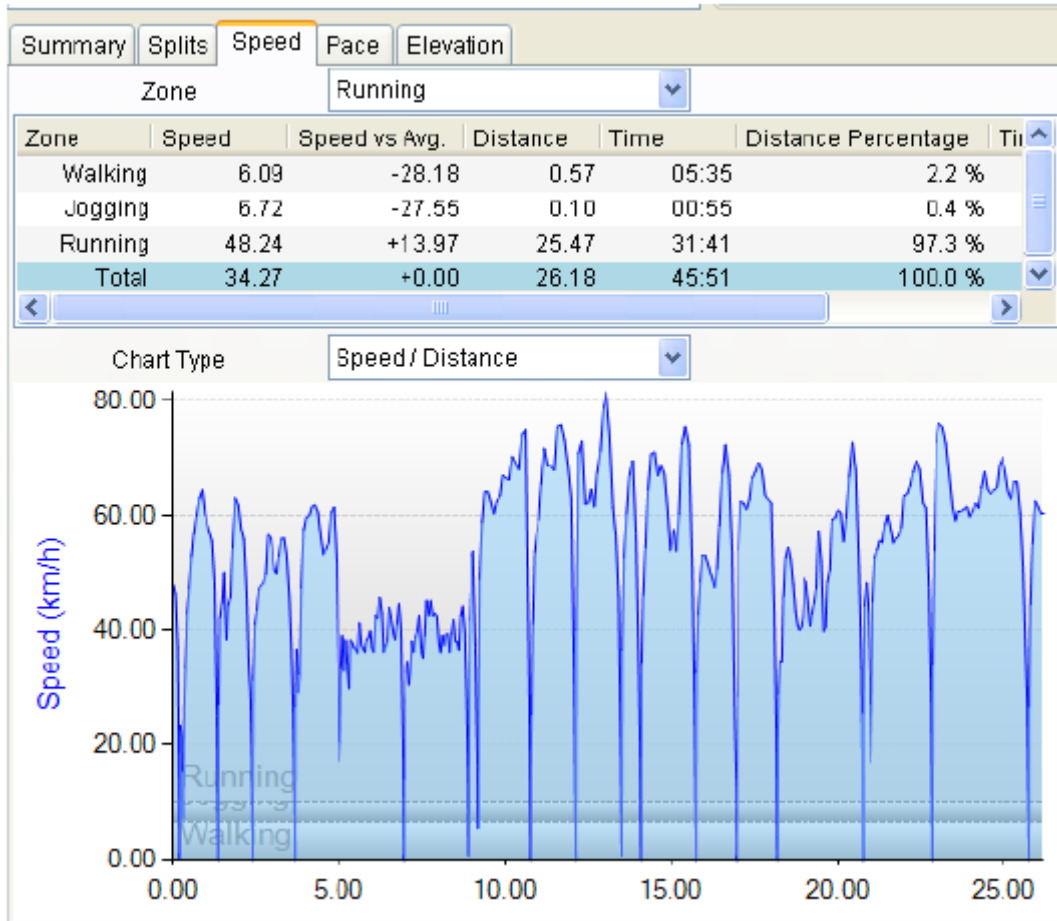 Summary Splits Speed Pace Elevation
Zone Running
Zone Speed Speed vs Avg. Distance Time Distance Percentage
Walking 6.09 -28.18 0.57 05:35 2.2 %
Jogging 6.72 -27.55 0.10 00:55 0.4 %
Running 48.24 +13.97 25.47 31:41 97.3 %
Total 34.27 +0.00 26.18 45:51 100.0 %
Chart Type Speed / Distance
80.00
60.00
40.00
20.00
0.00
Speed (km/h)
Running
Jogging
Walking
0.00 5.00 10.00 15.00 20.00 25.00